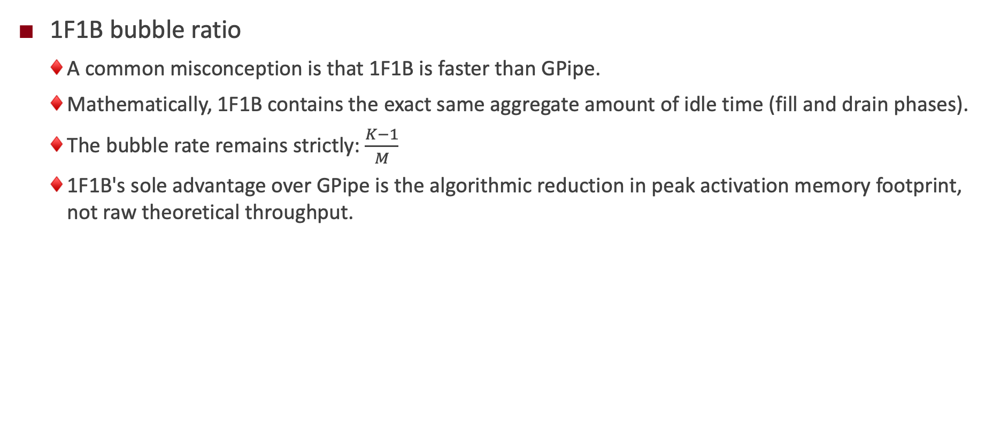 1F1B bubble ratio
A common misconception is that 1F1B is faster than GPipe.
Mathematically, 1F1B contains the exact same aggregate amount of idle time (fill and drain phases).
The bubble rate remains strictly: \frac{K-1}{M}
1F1B's sole advantage over GPipe is the algorithmic reduction in peak activation memory footprint,
not raw theoretical throughput.